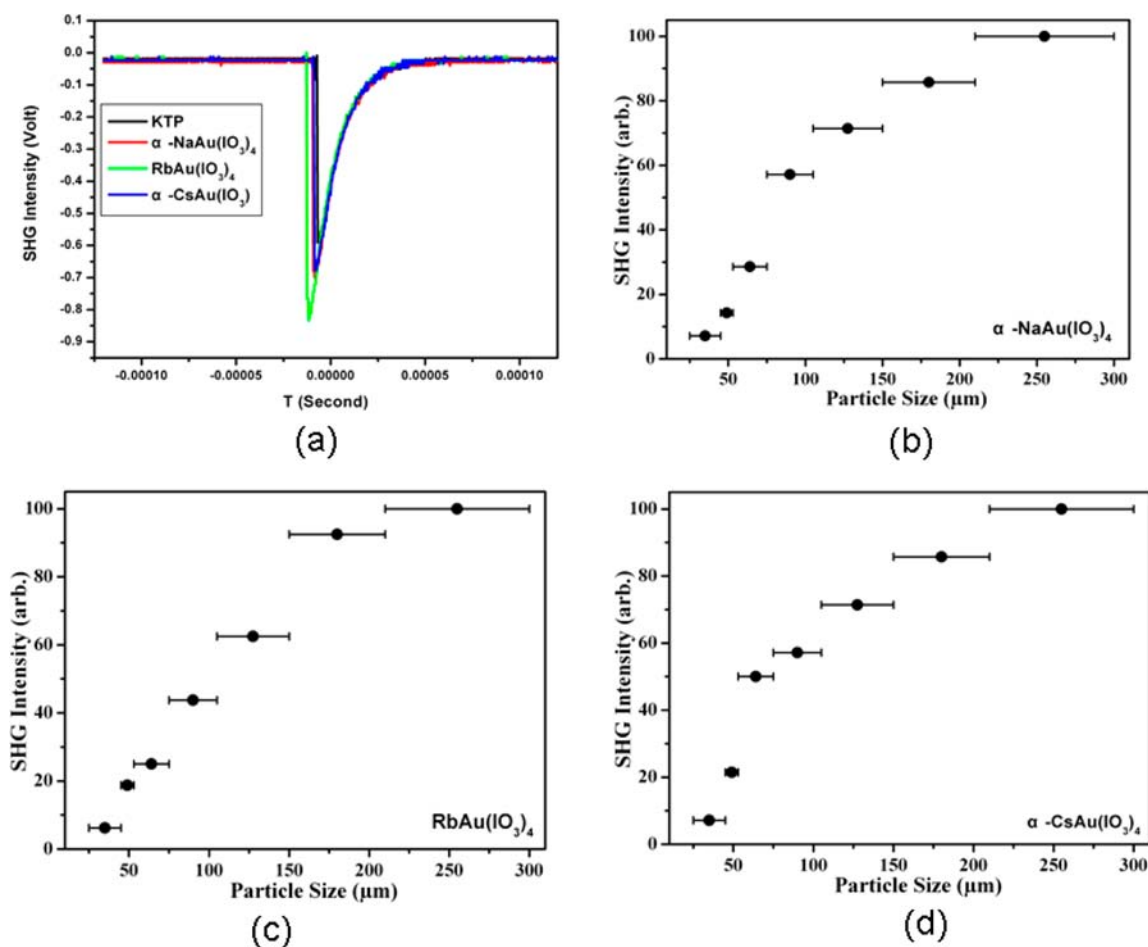 0.1
0.0
-0.1
-0.2
-0.3
-0.4
-0.5
-0.6
-0.7
-0.8
-0.9
SHG Intensity (Volt)
KTP
α -NaAu(IO₃)₄
RbAu(IO₃)₄
α -CsAu(IO₃)
-0.00010 -0.00005 0.00000 0.00005 0.00010
T (Second)
(a)
100
80
60
40
20
0
SHG Intensity (arb.)
α -NaAu(IO₃)₄
50 100 150 200 250 300
Particle Size (μm)
(b)
100
80
60
40
20
0
SHG Intensity (arb.)
RbAu(IO₃)₄
50 100 150 200 250 300
Particle Size (μm)
(c)
100
80
60
40
20
0
SHG Intensity (arb.)
α -CsAu(IO₃)₄
50 100 150 200 250 300
Particle Size (μm)
(d)